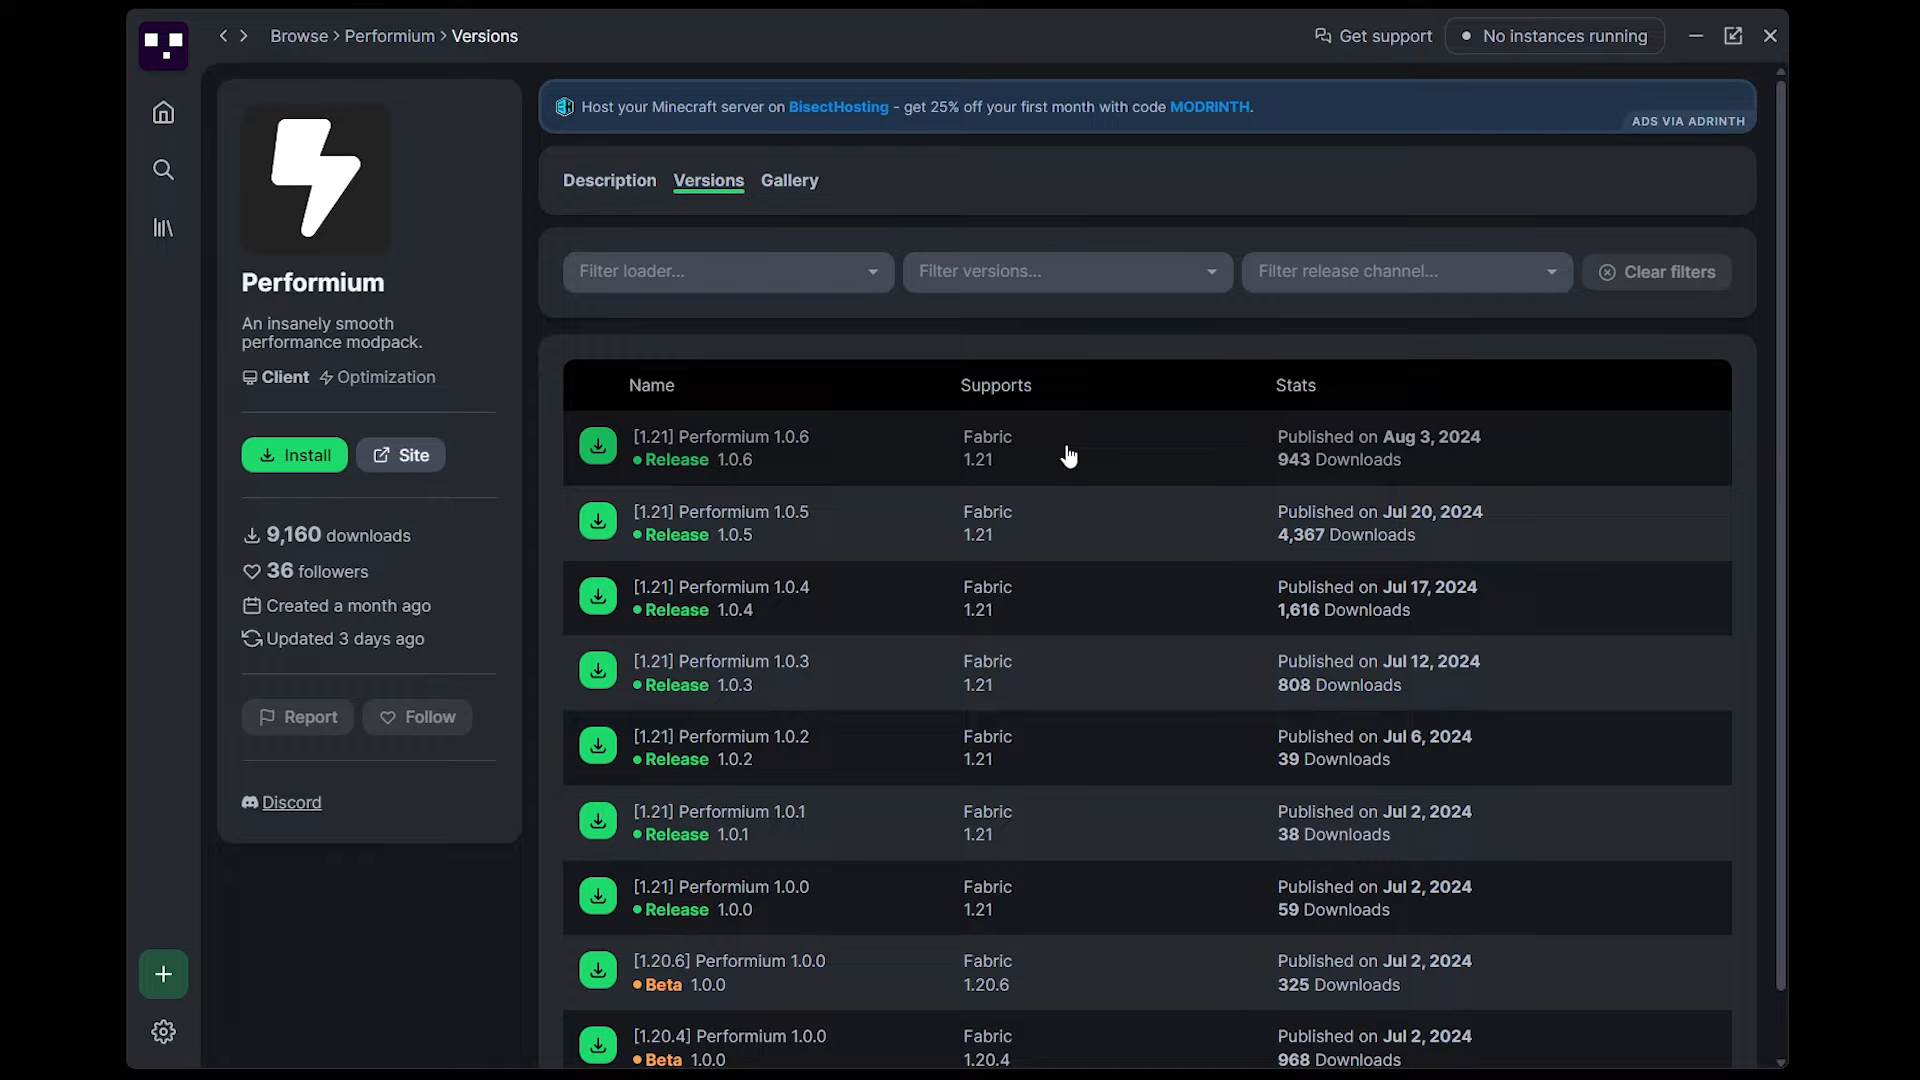 Browse > Performium > Versions
Get support
No instances running
Host your Minecraft server on BisectHosting - get 25% off your first month with code MODRINTH.
ADS VIA ADRINTH
Performium
An insanely smooth
performance modpack.
Client Optimization
Install Site
9,160 downloads
36 followers
Created a month ago
Updated 3 days ago
Report Follow
Discord
Description Versions Gallery
Filter loader... Filter versions... Filter release channel... Clear filters
Name Supports Stats
[1.21] Performium 1.0.6 Fabric Published on Aug 3, 2024
Release 1.0.6 1.21 943 Downloads
[1.21] Performium 1.0.5 Fabric Published on Jul 20, 2024
Release 1.0.5 1.21 4,367 Downloads
[1.21] Performium 1.0.4 Fabric Published on Jul 17, 2024
Release 1.0.4 1.21 1,616 Downloads
[1.21] Performium 1.0.3 Fabric Published on Jul 12, 2024
Release 1.0.3 1.21 808 Downloads
[1.21] Performium 1.0.2 Fabric Published on Jul 6, 2024
Release 1.0.2 1.21 39 Downloads
[1.21] Performium 1.0.1 Fabric Published on Jul 2, 2024
Release 1.0.1 1.21 38 Downloads
[1.21] Performium 1.0.0 Fabric Published on Jul 2, 2024
Release 1.0.0 1.21 59 Downloads
[1.20.6] Performium 1.0.0 Fabric Published on Jul 2, 2024
Beta 1.0.0 1.20.6 325 Downloads
[1.20.4] Performium 1.0.0 Fabric Published on Jul 2, 2024
Beta 1.0.0 1.20.4 968 Downloads